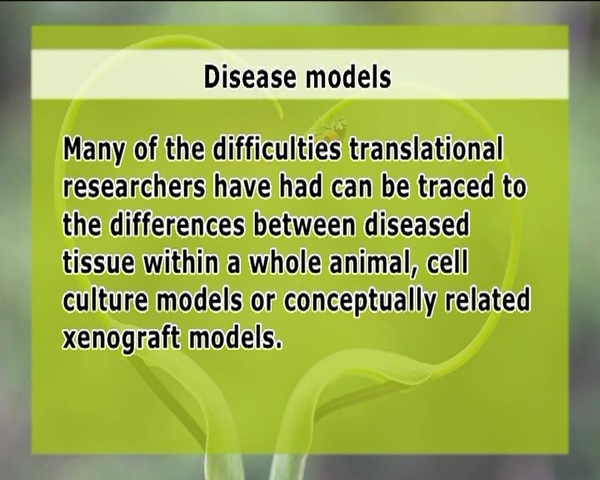 Disease models
Many of the difficulties translational
researchers have had can be traced to
the differences between diseased
tissue within a whole animal, cell
culture models or conceptually related
xenograft models.